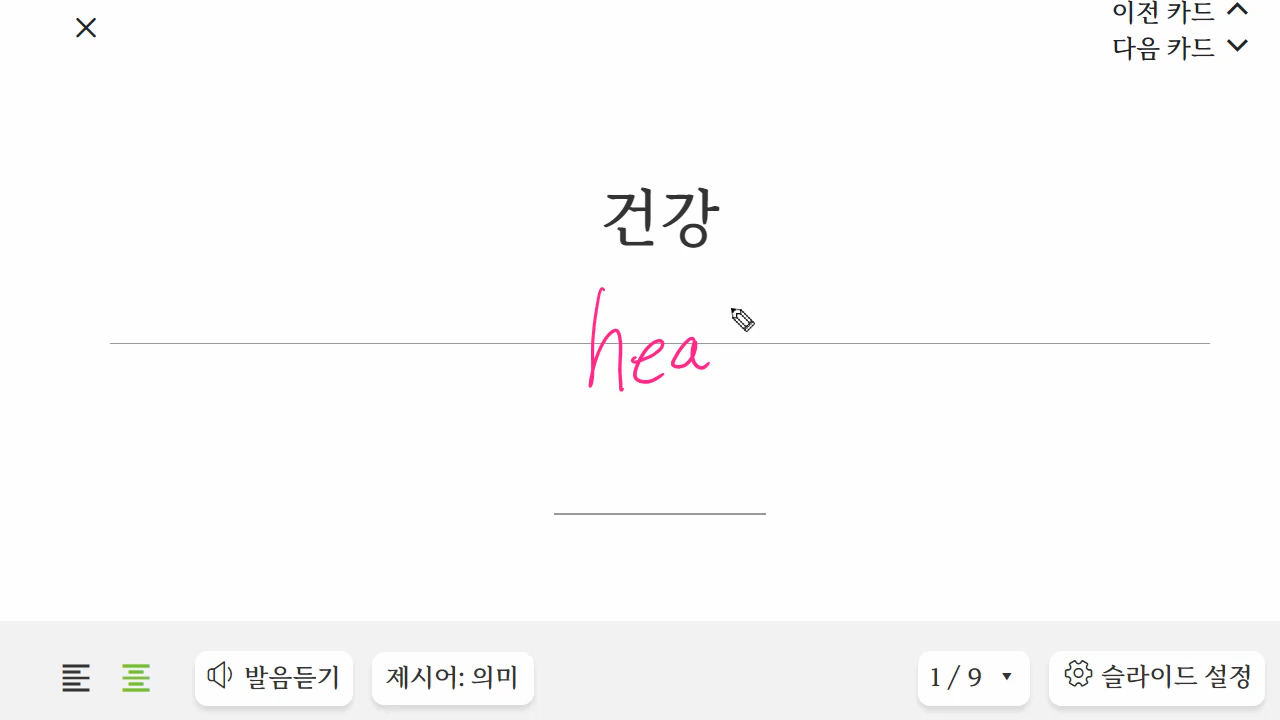 이전 카드
다음 카드
건강
hea
발음듣기
제시어: 의미
1 / 9
슬라이드 설정